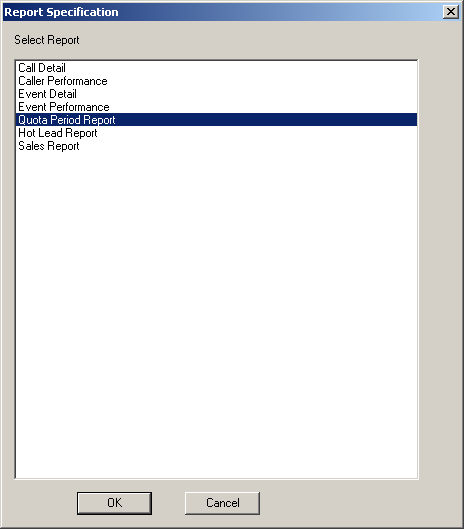 Report Specification
Select Report
Call Detail
Caller Performance
Event Detail
Event Performance
Quota Period Report
Hot Lead Report
Sales Report
OK
Cancel